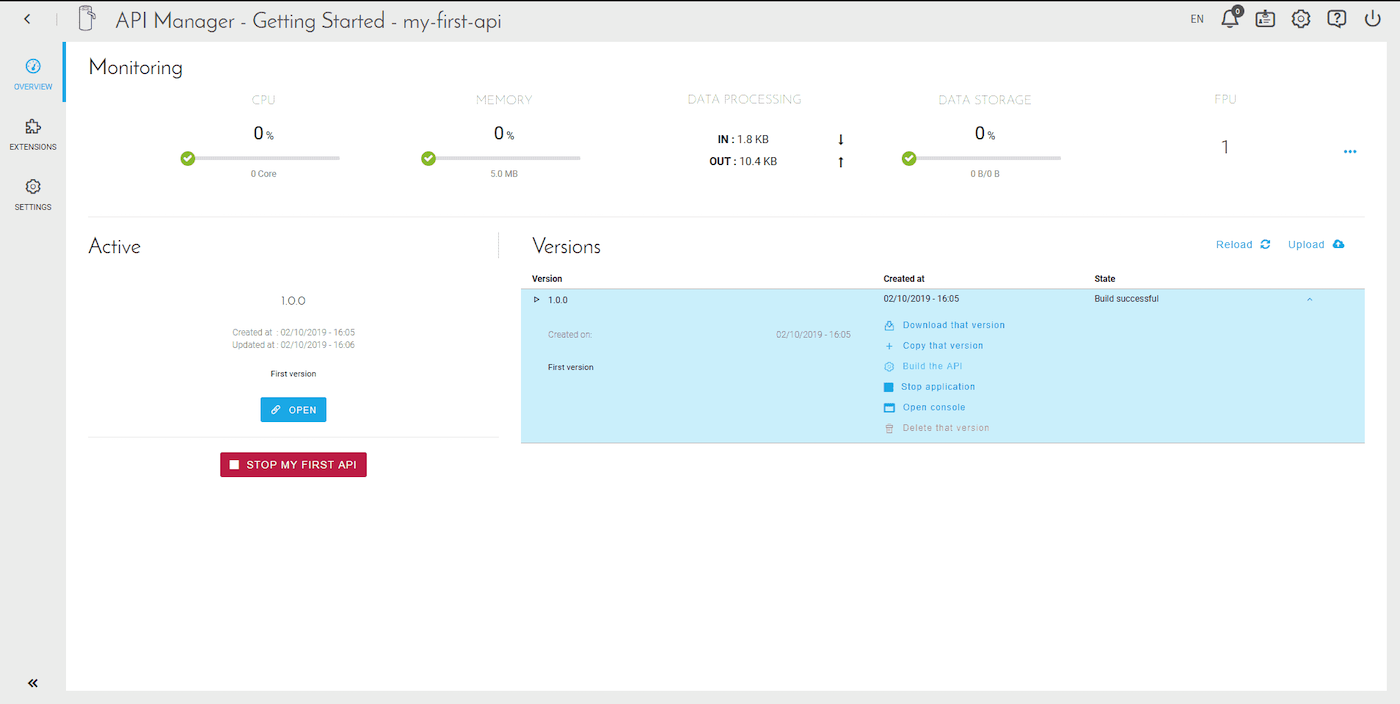 API Manager - Getting Started - my-first-api
EN
0
OVERVIEW
EXTENSIONS
SETTINGS
Monitoring
CPU
0 %
0 Core
MEMORY
0 %
5.0 MB
DATA PROCESSING
IN : 1.8 KB
OUT : 10.4 KB
DATA STORAGE
0 %
0 B/0 B
FPU
1
Active
1.0.0
Created at : 02/10/2019 - 16:05
Updated at : 02/10/2019 - 16:06
First version
OPEN
STOP MY FIRST API
Versions
Reload
Upload
Version Created at State
1.0.0 02/10/2019 - 16:05 Build successful
Created on: 02/10/2019 - 16:05
First version
Download that version
Copy that version
Build the API
Stop application
Open console
Delete that version